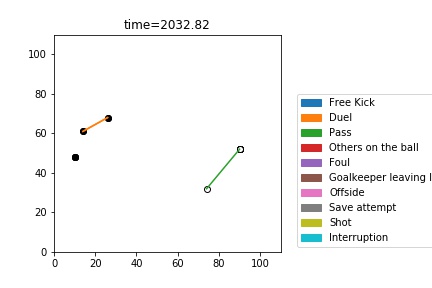 time=2032.82
100
80
60
40
20
0
0 20 40 60 80 100
Free Kick
Duel
Pass
Others on the ball
Foul
Goalkeeper leaving l
Offside
Save attempt
Shot
Interruption